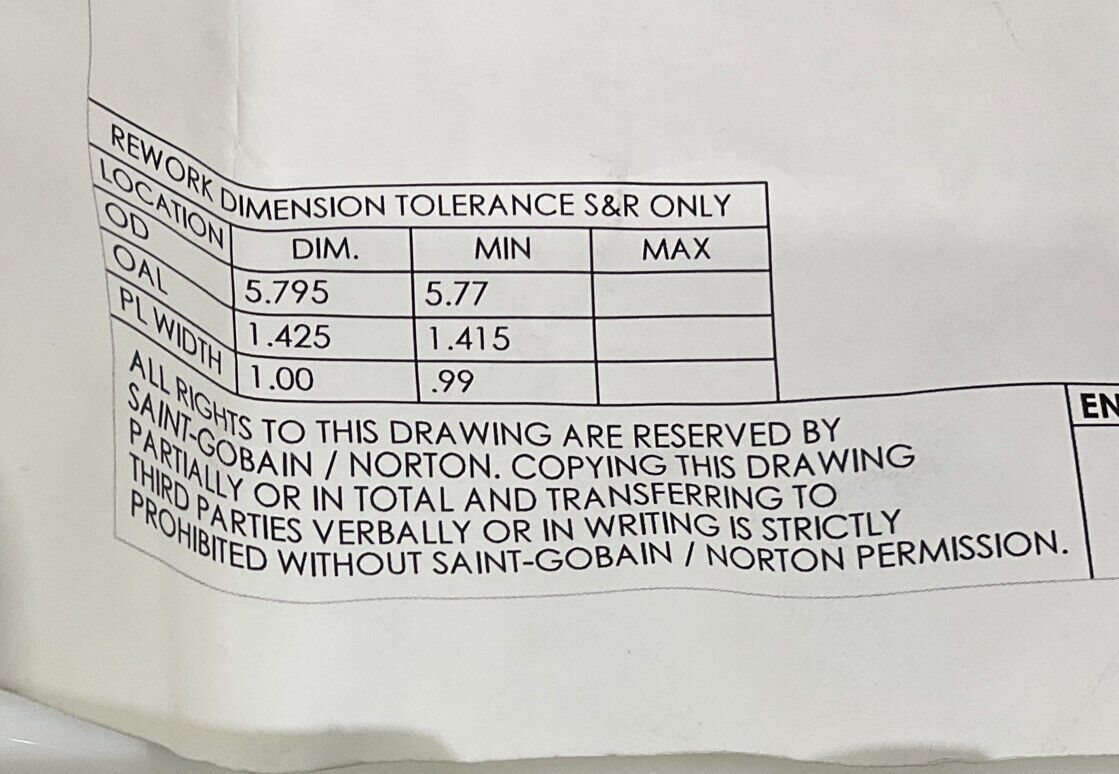 REWORK DIMENSION TOLERANCE S&R ONLY
LOCATION DIM. MIN MAX
OD 5.795 5.77
OAL 1.425 1.415
PL WIDTH 1.00 .99
ALL RIGHTS TO THIS DRAWING ARE RESERVED BY
SAINT-GOBAIN / NORTON. COPYING THIS DRAWING
PARTIALLY OR IN TOTAL AND TRANSFERRING TO
THIRD PARTIES VERBALLY OR IN WRITING IS STRICTLY
PROHIBITED WITHOUT SAINT-GOBAIN / NORTON PERMISSION.